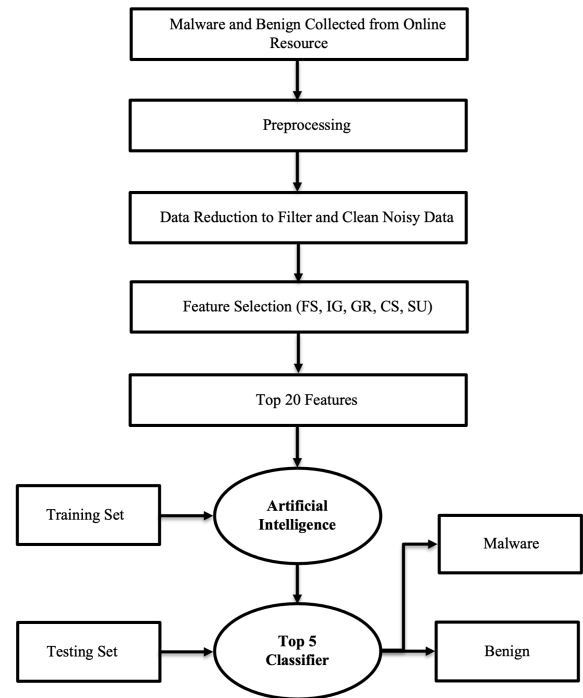 Malware and Benign Collected from Online
Resource
Preprocessing
Data Reduction to Filter and Clean Noisy Data
Feature Selection (FS, IG, GR, CS, SU)
Top 20 Features
Artificial
Intelligence
Training Set
Malware
Top 5
Classifier
Testing Set
Benign